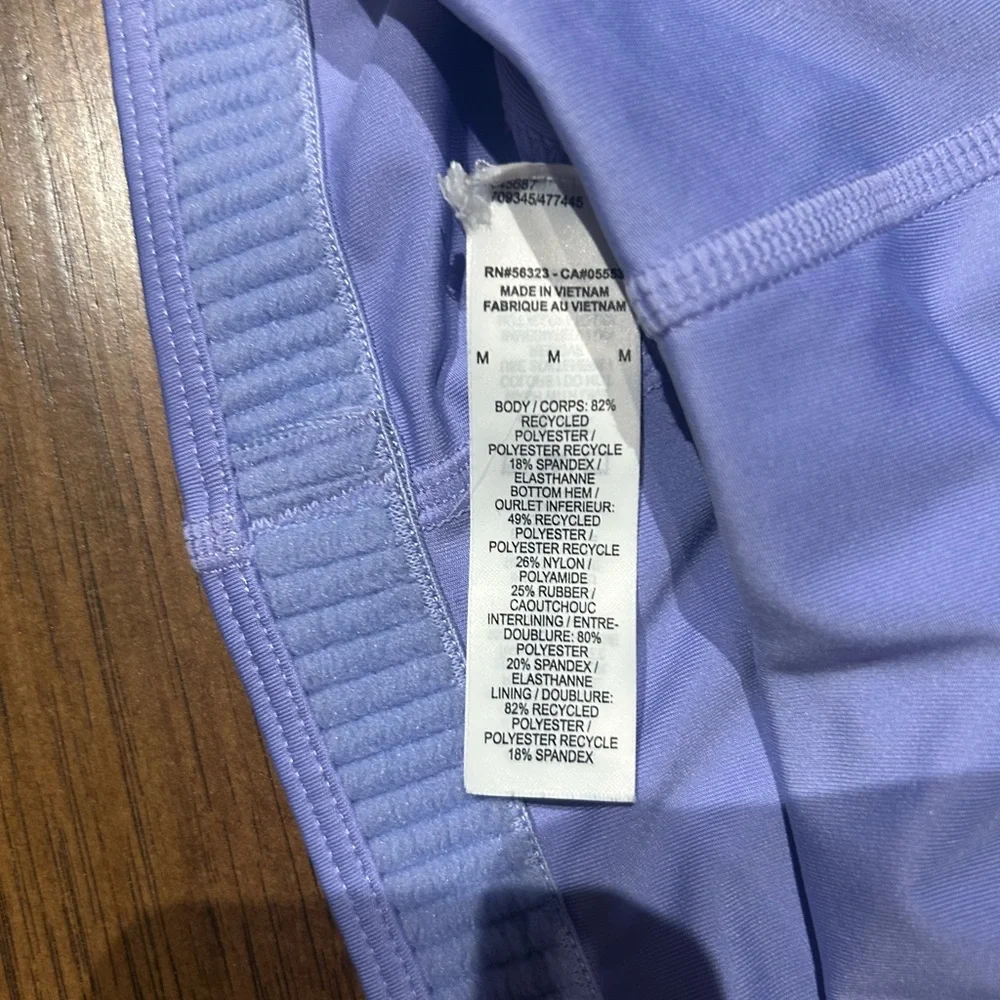 709345/477445
RN#56323 - CA#05553
MADE IN VIETNAM
FABRIQUE AU VIETNAM
M M M
BODY / CORPS: 82%
RECYCLED
POLYESTER /
POLYESTER RECYCLE
18% SPANDEX /
ELASTHANNE
BOTTOM HEM /
OURLET INFERIEUR:
49% RECYCLED
POLYESTER /
POLYESTER RECYCLE
26% NYLON /
POLYAMIDE
25% RUBBER /
CAOUTCHOUC
INTERLINING / ENTRE-
DOUBLURE: 80%
POLYESTER
20% SPANDEX /
ELASTHANNE
LINING / DOUBLURE:
82% RECYCLED
POLYESTER /
POLYESTER RECYCLE
18% SPANDEX